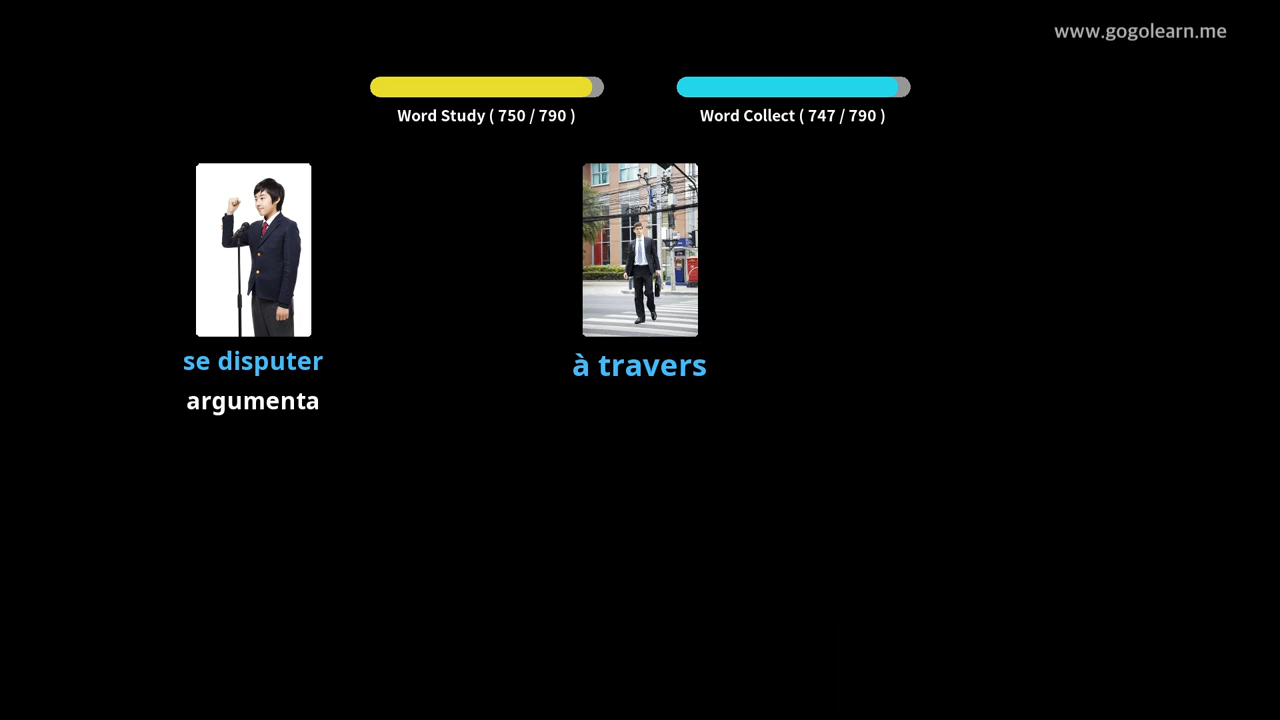 www.gogolearn.me
Word Study ( 750 / 790 )
Word Collect ( 747 / 790 )
se disputer
argumenta
à travers